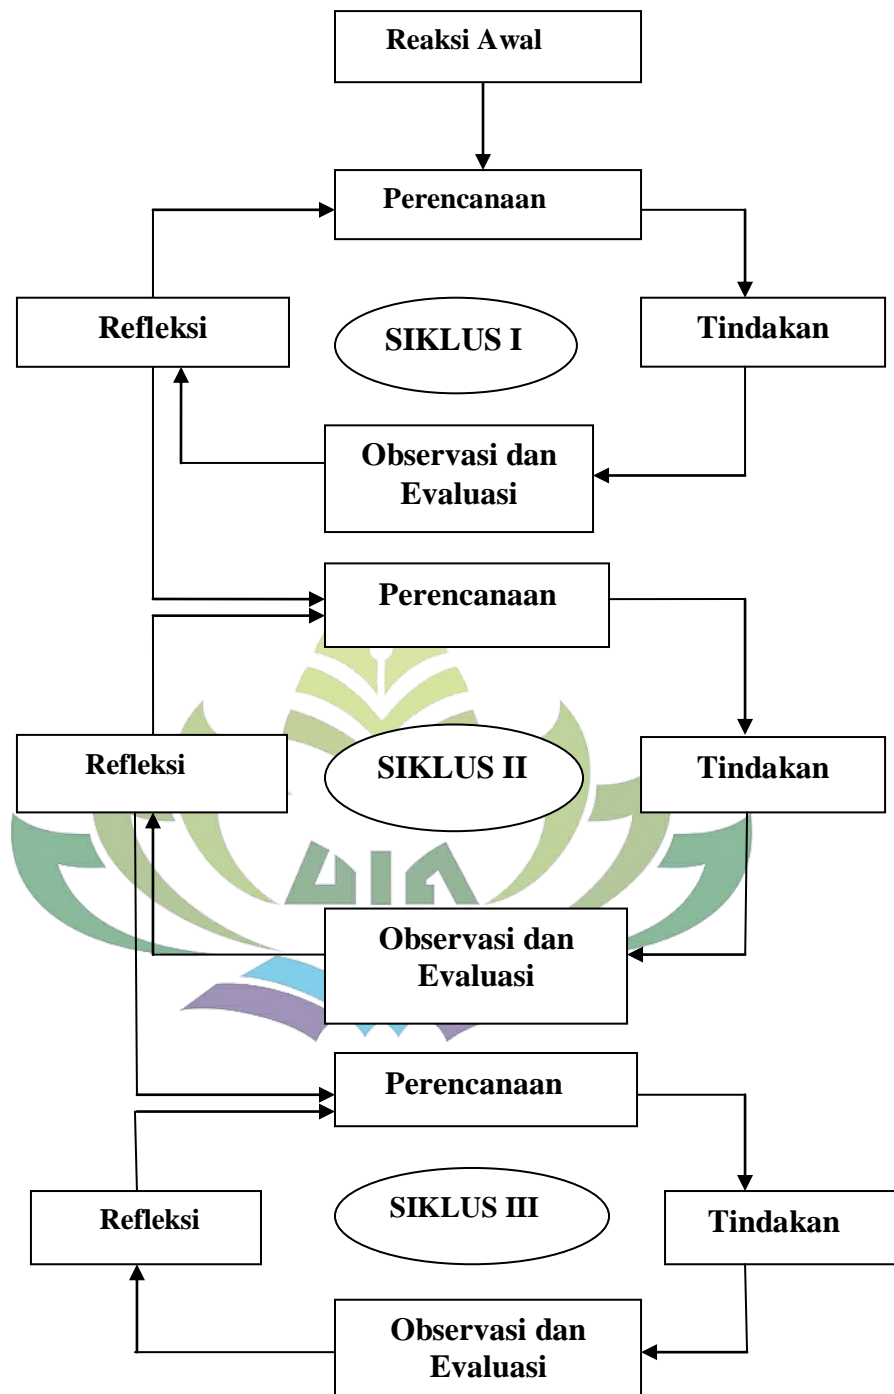 Reaksi Awal
Perencanaan
Refleksi
SIKLUS I
Tindakan
Observasi dan
Evaluasi
Perencanaan
Refleksi
SIKLUS II
Tindakan
Observasi dan
Evaluasi
Perencanaan
Refleksi
SIKLUS III
Tindakan
Observasi dan
Evaluasi